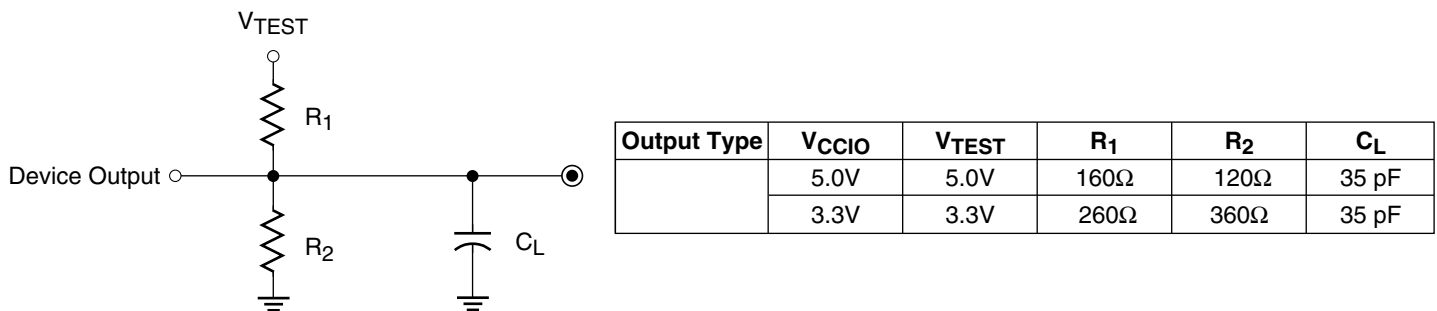 VTEST
R1
Device Output
R2
CL
Output Type VCCIO VTEST R1 R2 CL
5.0V 5.0V 160Ω 120Ω 35 pF
3.3V 3.3V 260Ω 360Ω 35 pF